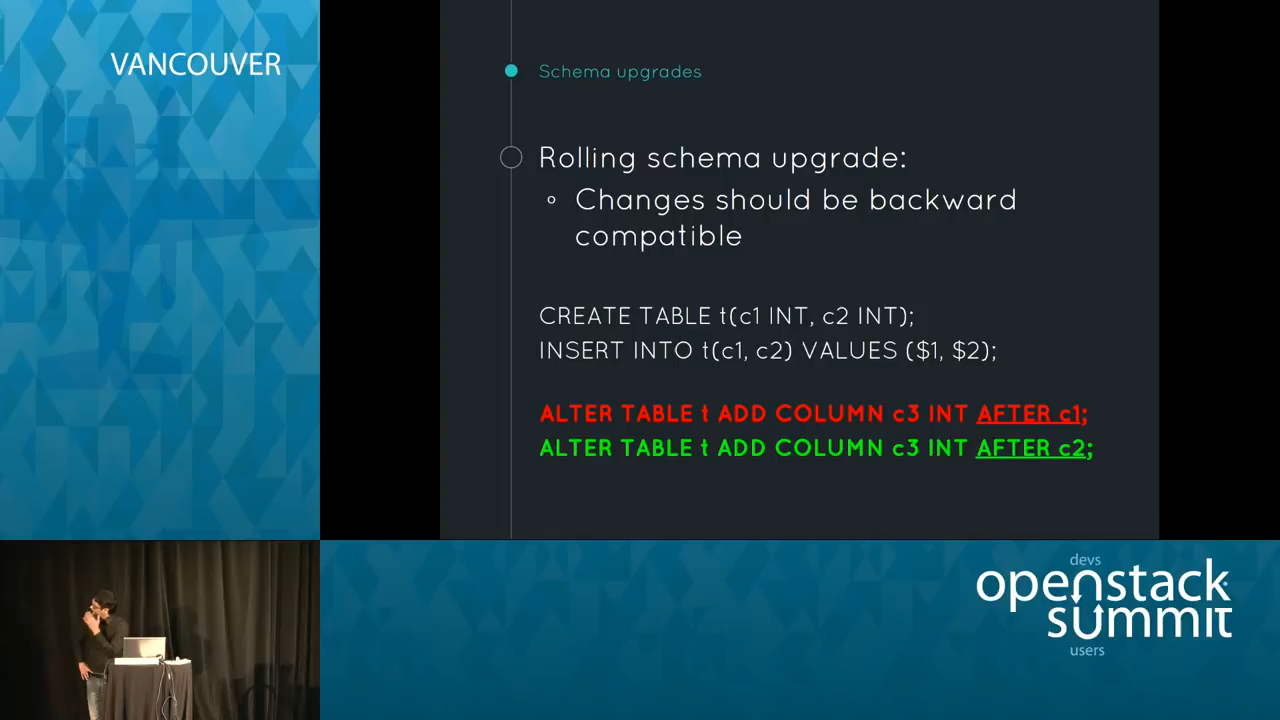 VANCOUVER
Schema upgrades
Rolling schema upgrade:
Changes should be backward
compatible
CREATE TABLE t(c1 INT, c2 INT);
INSERT INTO t(c1, c2) VALUES ($1, $2);
ALTER TABLE t ADD COLUMN c3 INT AFTER c1;
ALTER TABLE t ADD COLUMN c3 INT AFTER c2;
devs
openstack
summit
users